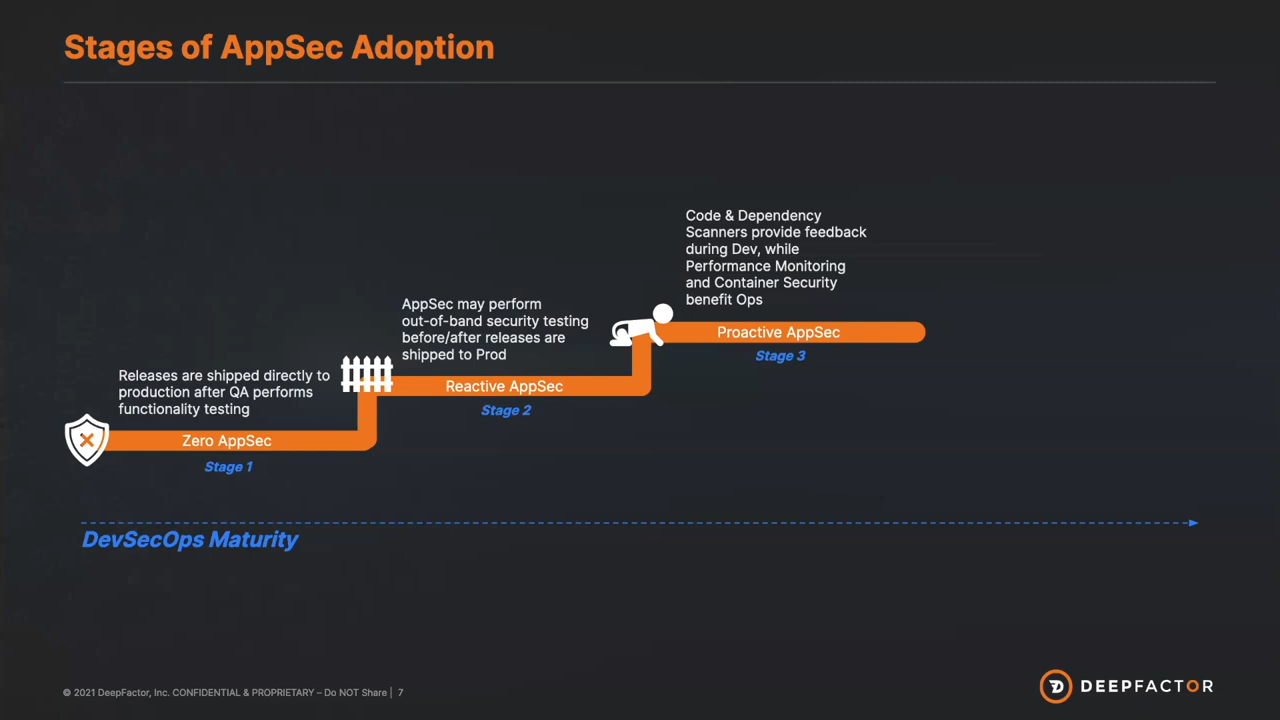 Stages of AppSec Adoption
Code & Dependency
Scanners provide feedback
during Dev, while
Performance Monitoring
and Container Security
benefit Ops
Proactive AppSec
Stage 3
AppSec may perform
out-of-band security testing
before/after releases are
shipped to Prod
Reactive AppSec
Stage 2
Releases are shipped directly to
production after QA performs
functionality testing
Zero AppSec
Stage 1
DevSecOps Maturity
© 2021 DeepFactor, Inc. CONFIDENTIAL & PROPRIETARY – Do NOT Share | 7
DEEPFACTOR